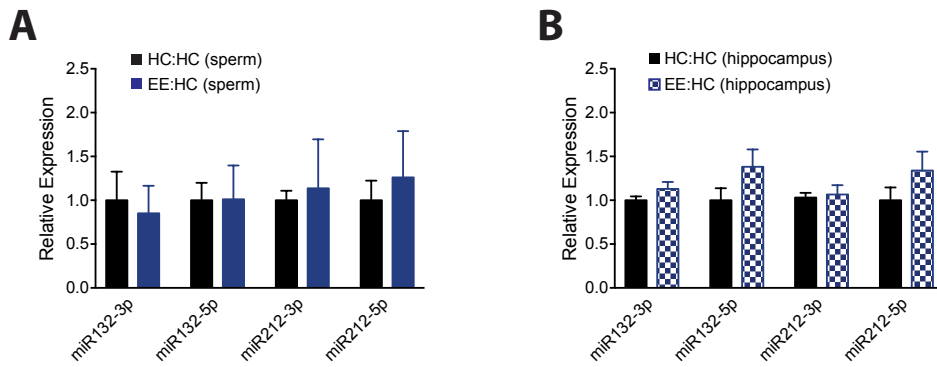 A
HC:HC (sperm)
EE:HC (sperm)
Relative Expression
2.5
2.0
1.5
1.0
0.5
0.0
miR132-3p
miR132-5p
miR212-3p
miR212-5p
B
HC:HC (hippocampus)
EE:HC (hippocampus)
Relative Expression
2.5
2.0
1.5
1.0
0.5
0.0
miR132-3p
miR132-5p
miR212-3p
miR212-5p